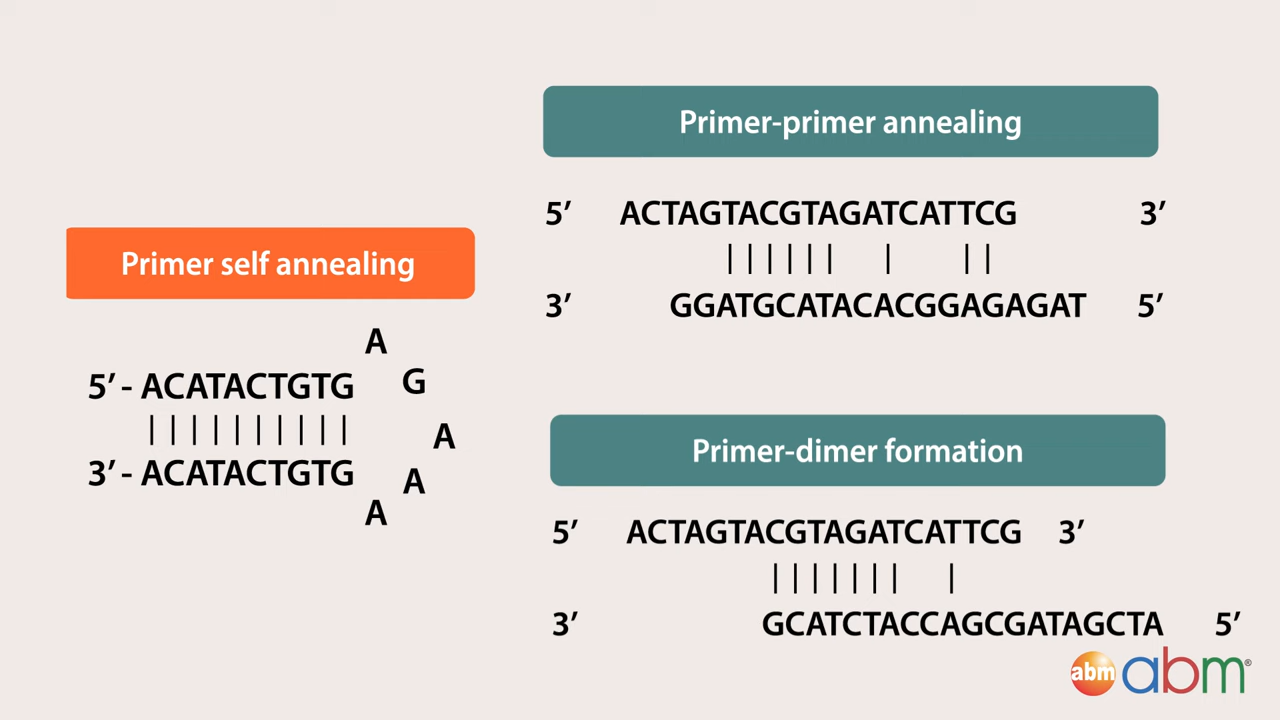 Primer self annealing
A
5’ - ACATACTGTG G
| | | | | | | | | | A
3’ - ACATACTGTG A
A
Primer-primer annealing
5’ ACTAGTACGTAGATCATTCG 3’
| | | | | | | | |
3’ GGATGCATACACGGAGAGAT 5’
Primer-dimer formation
5’ ACTAGTACGTAGATCATTCG 3’
| | | | | | | |
3’ GCATCTACCAGCGATAGCTA 5’
abm abm®